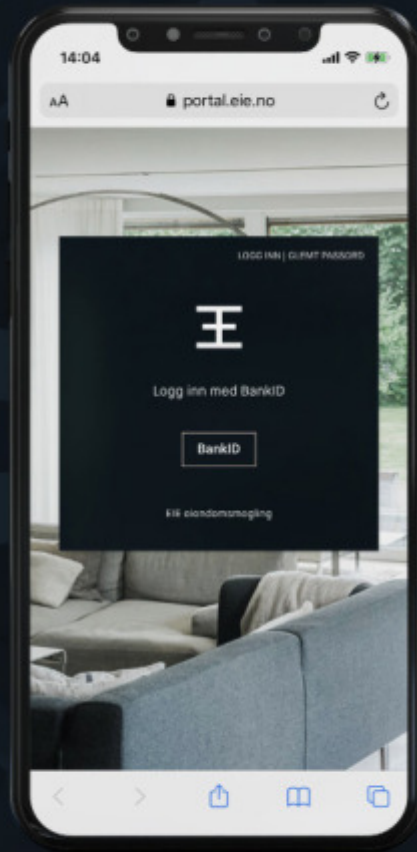 14:04
AA portal.eie.no
LOGG INN | GLEMT PASSORD
Logg inn med BankID
BankID
EIE eiendomsmegling